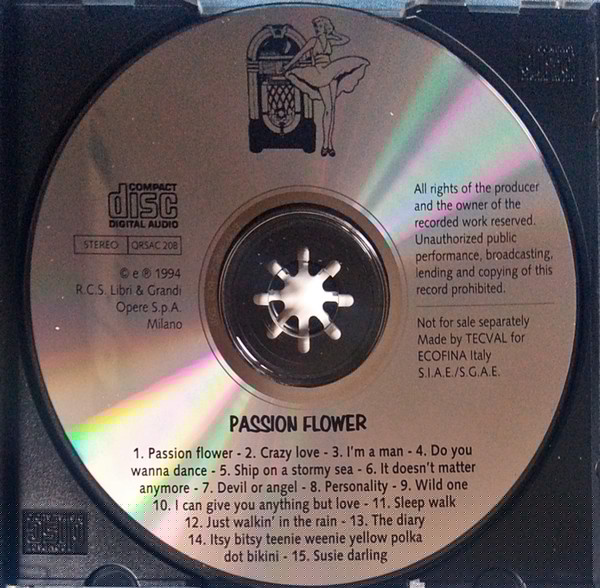 COMPACT
disc
DIGITAL AUDIO
STEREO QRSAC 208
© e ℗ 1994
R.C.S. Libri & Grandi
Opere S.p.A.
Milano
All rights of the producer
and the owner of the
recorded work reserved.
Unauthorized public
performance, broadcasting,
lending and copying of this
record prohibited.
Not for sale separately
Made by TECVAL for
ECOFINA Italy
S.I.A.E./S.G.A.E.
PASSION FLOWER
1. Passion flower - 2. Crazy love - 3. I'm a man - 4. Do you
wanna dance - 5. Ship on a stormy sea - 6. It doesn't matter
anymore - 7. Devil or angel - 8. Personality - 9. Wild one
10. I can give you anything but love - 11. Sleep walk
12. Just walkin' in the rain - 13. The diary
14. Itsy bitsy teenie weenie yellow polka
dot bikini - 15. Susie darling